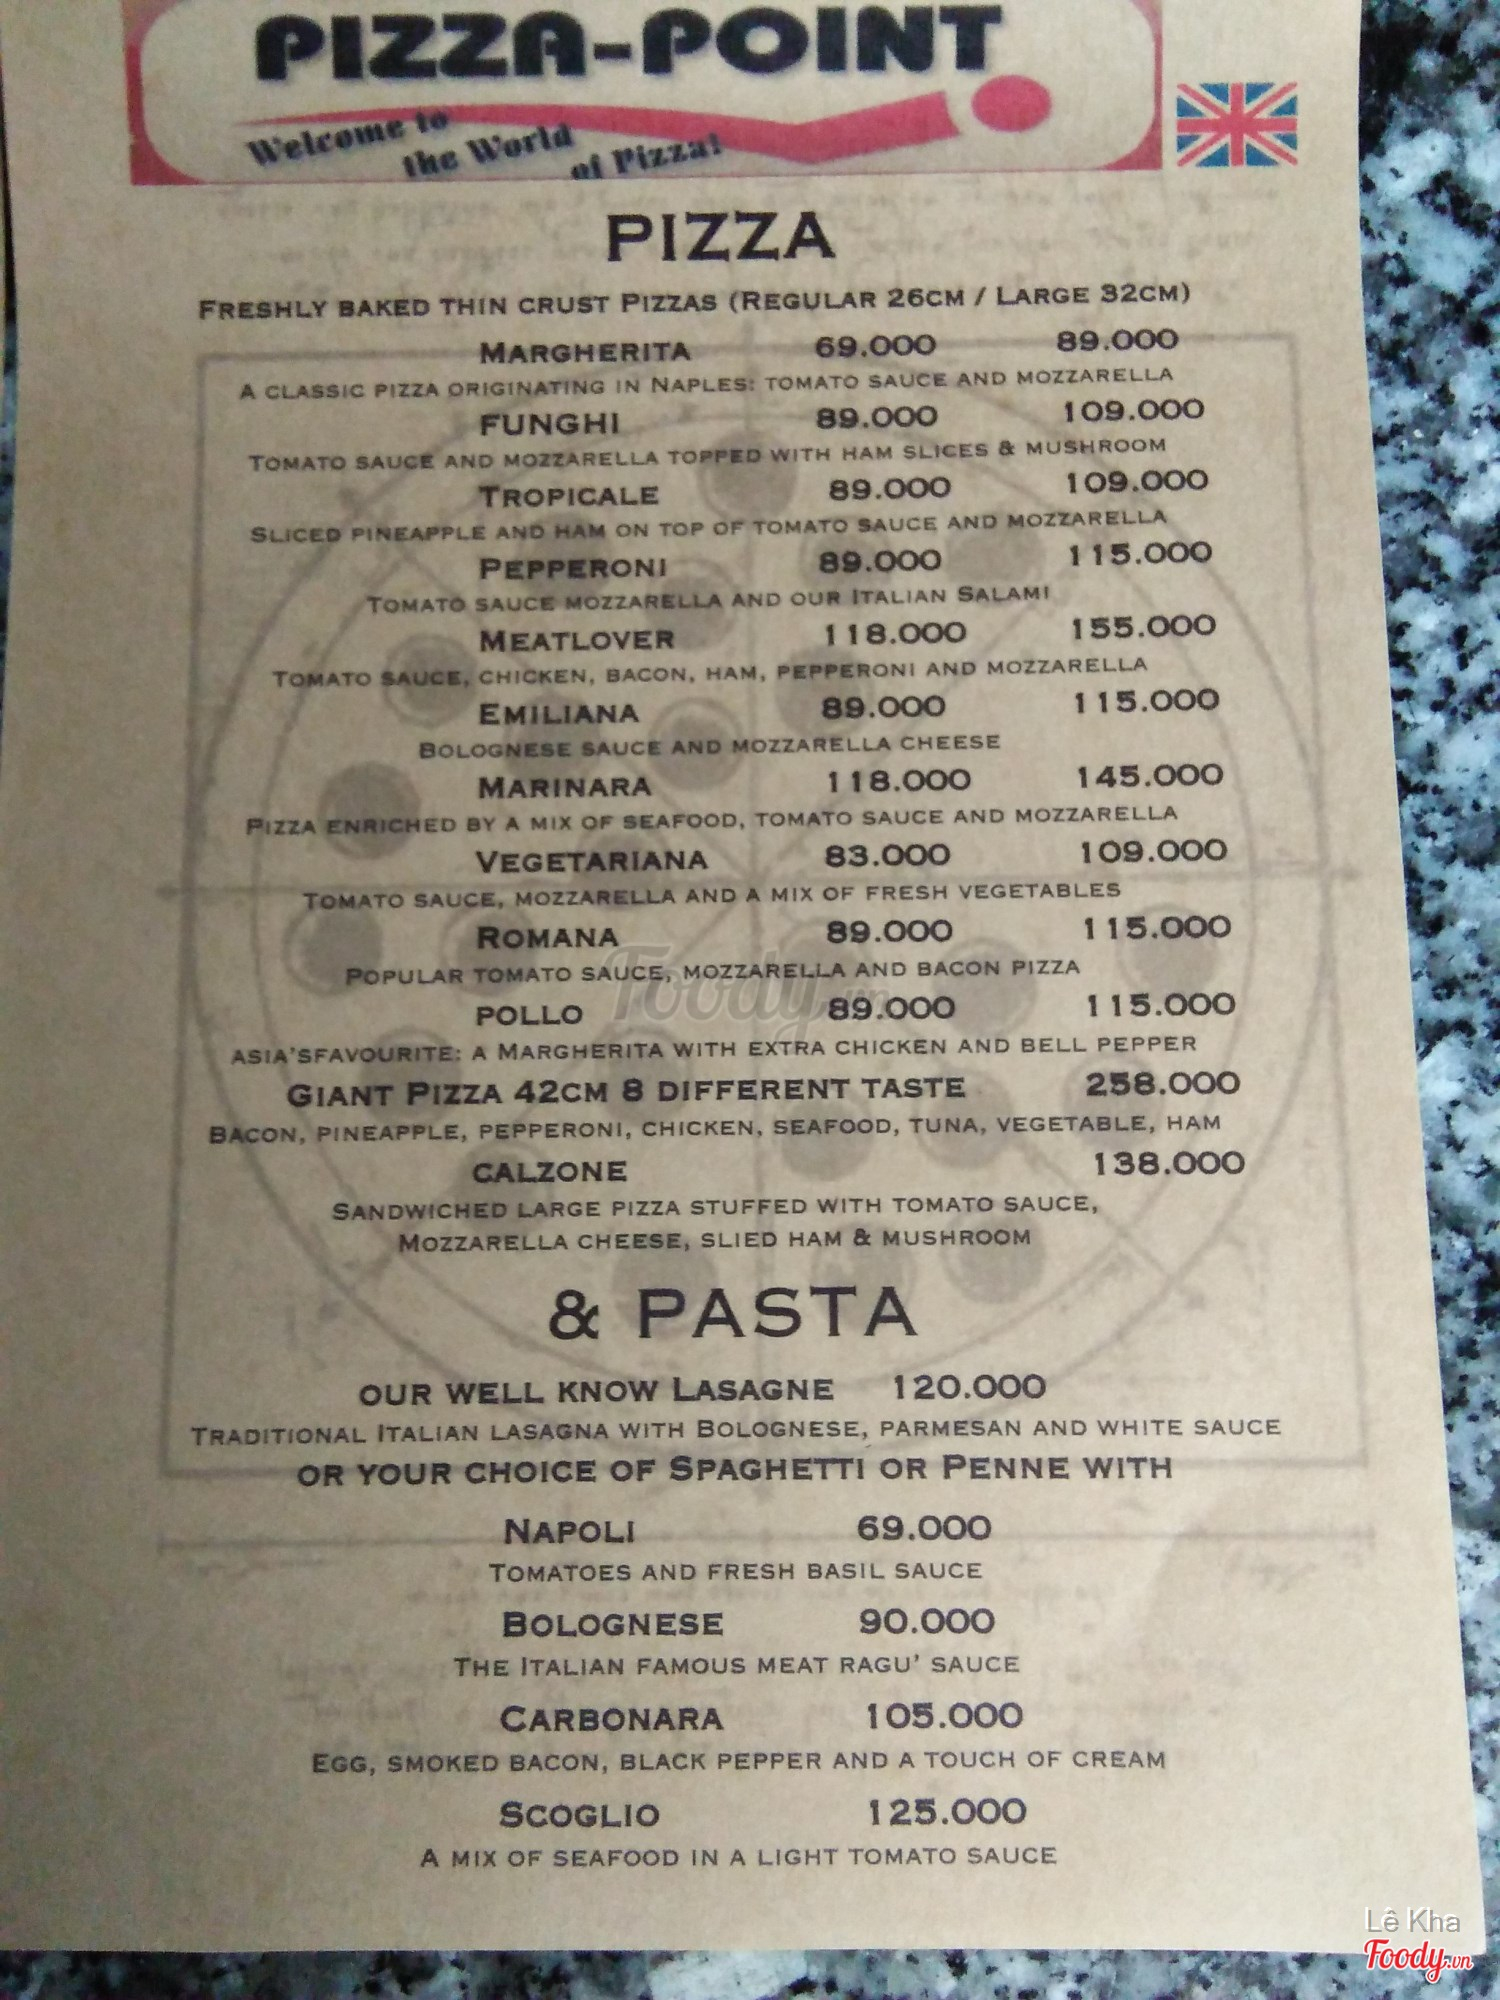 PIZZA-POINT
Welcome to
the World
of Pizza!
PIZZA
FRESHLY BAKED THIN CRUST PIZZAS (REGULAR 26CM / LARGE 32CM)
MARGHERITA 69.000 89.000
A CLASSIC PIZZA ORIGINATING IN NAPLES: TOMATO SAUCE AND MOZZARELLA
FUNGHI 89.000 109.000
TOMATO SAUCE AND MOZZARELLA TOPPED WITH HAM SLICES & MUSHROOM
TROPICALE 89.000 109.000
SLICED PINEAPPLE AND HAM ON TOP OF TOMATO SAUCE AND MOZZARELLA
PEPPERONI 89.000 115.000
TOMATO SAUCE MOZZARELLA AND OUR ITALIAN SALAMI
MEATLOVER 118.000 155.000
TOMATO SAUCE, CHICKEN, BACON, HAM, PEPPERONI AND MOZZARELLA
EMILIANA 89.000 115.000
BOLOGNESE SAUCE AND MOZZARELLA CHEESE
MARINARA 118.000 145.000
PIZZA ENRICHED BY A MIX OF SEAFOOD, TOMATO SAUCE AND MOZZARELLA
VEGETARIANA 83.000 109.000
TOMATO SAUCE, MOZZARELLA AND A MIX OF FRESH VEGETABLES
ROMANA 89.000 115.000
POPULAR TOMATO SAUCE, MOZZARELLA AND BACON PIZZA
POLLO 89.000 115.000
ASIA'SFAVOURITE: A MARGHERITA WITH EXTRA CHICKEN AND BELL PEPPER
GIANT PIZZA 42CM 8 DIFFERENT TASTE 258.000
BACON, PINEAPPLE, PEPPERONI, CHICKEN, SEAFOOD, TUNA, VEGETABLE, HAM
CALZONE 138.000
SANDWICHED LARGE PIZZA STUFFED WITH TOMATO SAUCE,
MOZZARELLA CHEESE, SLIED HAM & MUSHROOM
& PASTA
OUR WELL KNOW LASAGNE 120.000
TRADITIONAL ITALIAN LASAGNA WITH BOLOGNESE, PARMESAN AND WHITE SAUCE
OR YOUR CHOICE OF SPAGHETTI OR PENNE WITH
NAPOLI 69.000
TOMATOES AND FRESH BASIL SAUCE
BOLOGNESE 90.000
THE ITALIAN FAMOUS MEAT RAGU' SAUCE
CARBONARA 105.000
EGG, SMOKED BACON, BLACK PEPPER AND A TOUCH OF CREAM
SCOGLIO 125.000
A MIX OF SEAFOOD IN A LIGHT TOMATO SAUCE
Foody.vn
Lê Kha
Foody.vn